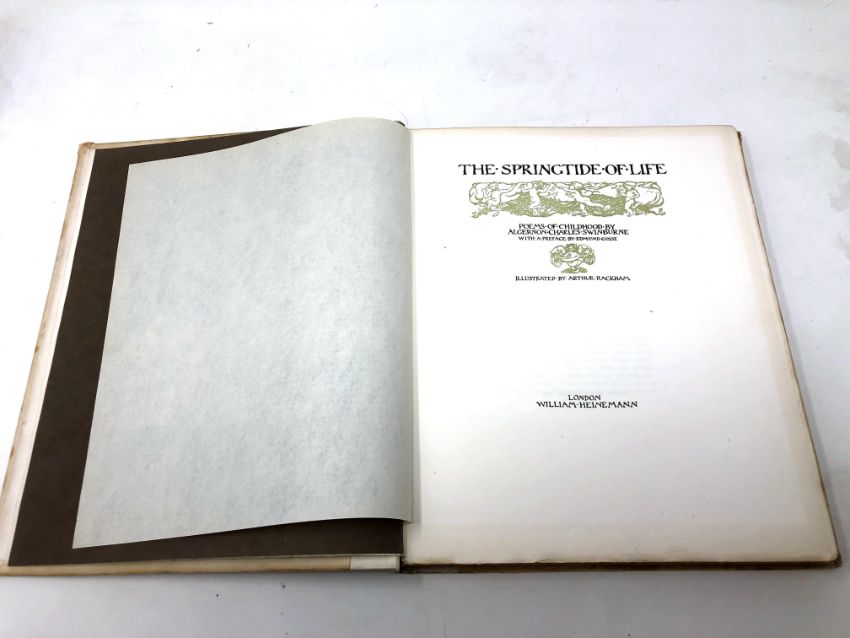 THE·SPRINGTIDE·OF·LIFE
POEMS·OF·CHILDHOOD·BY
ALGERNON·CHARLES·SWINBURNE
WITH·A·PREFACE·BY·EDMUND·GOSSE
ILLUSTRATED·BY·ARTHUR·RACKHAM
LONDON
WILLIAM·HEINEMANN